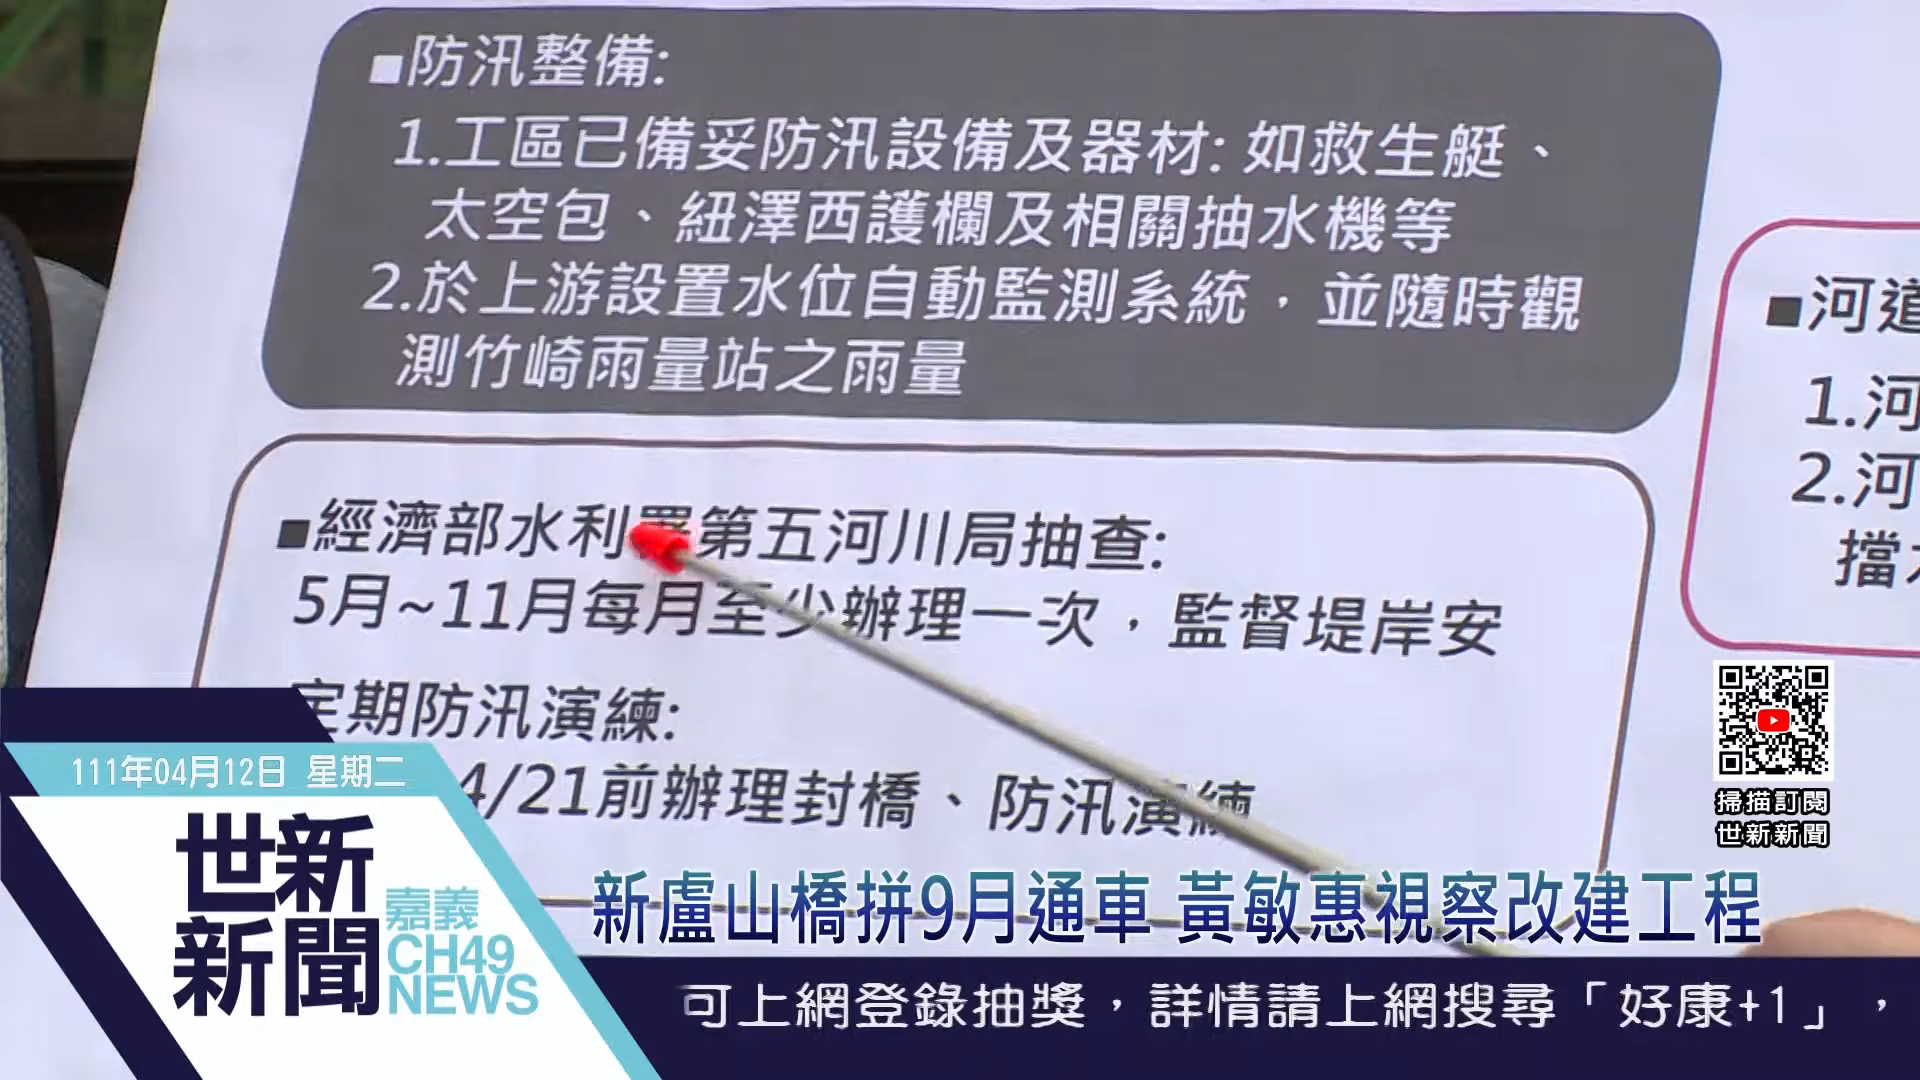 ■防汛整備:
1.工區已備妥防汛設備及器材:如救生艇、
太空包、紐澤西護欄及相關抽水機等
2.於上游設置水位自動監測系統，並隨時觀
測竹崎雨量站之雨量
■經濟部水利署第五河川局抽查:
5月~11月每月至少辦理一次，監督堤岸安
定期防汛演練:
4/21前辦理封橋、防汛演練
■河道
1.河
2.河
擋
掃描訂閱
世新新聞
111年04月12日 星期二
世新
新聞
嘉義
CH49
NEWS
新盧山橋拼9月通車 黃敏惠視察改建工程
可上網登錄抽獎，詳情請上網搜尋「好康+1」，